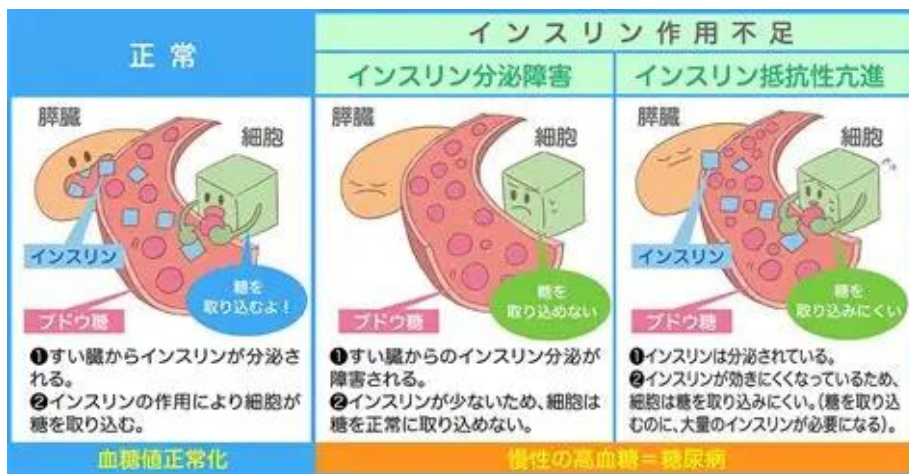 正常
インスリン作用不足
インスリン分泌障害
インスリン抵抗性亢進
膵臓
細胞
インスリン
ブドウ糖
糖を
取り込むよ!
❶すい臓からインスリンが分泌さ
れる。
❷インスリンの作用により細胞が
糖を取り込む。
血糖値正常化
膵臓
細胞
ブドウ糖
糖を
取り込めない
❶すい臓からのインスリン分泌が
障害される。
❷インスリンが少ないため、細胞は
糖を正常に取り込めない。
膵臓
細胞
インスリン
ブドウ糖
糖を
取り込みにくい
❶インスリンは分泌されている。
❷インスリンが効きにくくなっているため、
細胞は糖を取り込みにくい。(糖を取り込
むのに、大量のインスリンが必要になる)。
慢性の高血糖=糖尿病